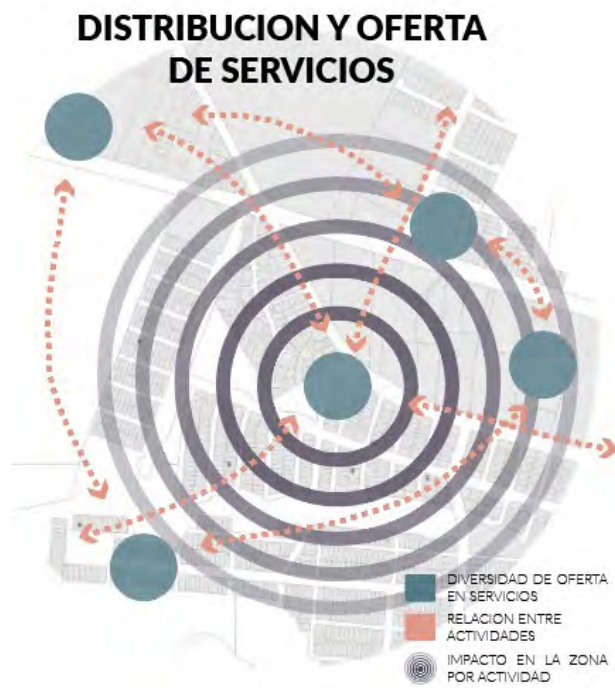 DISTRIBUCION Y OFERTA
DE SERVICIOS
DIVERSIDAD DE OFERTA
EN SERVICIOS
RELACION ENTRE
ACTIVIDADES
IMPACTO EN LA ZONA
POR ACTIVIDAD